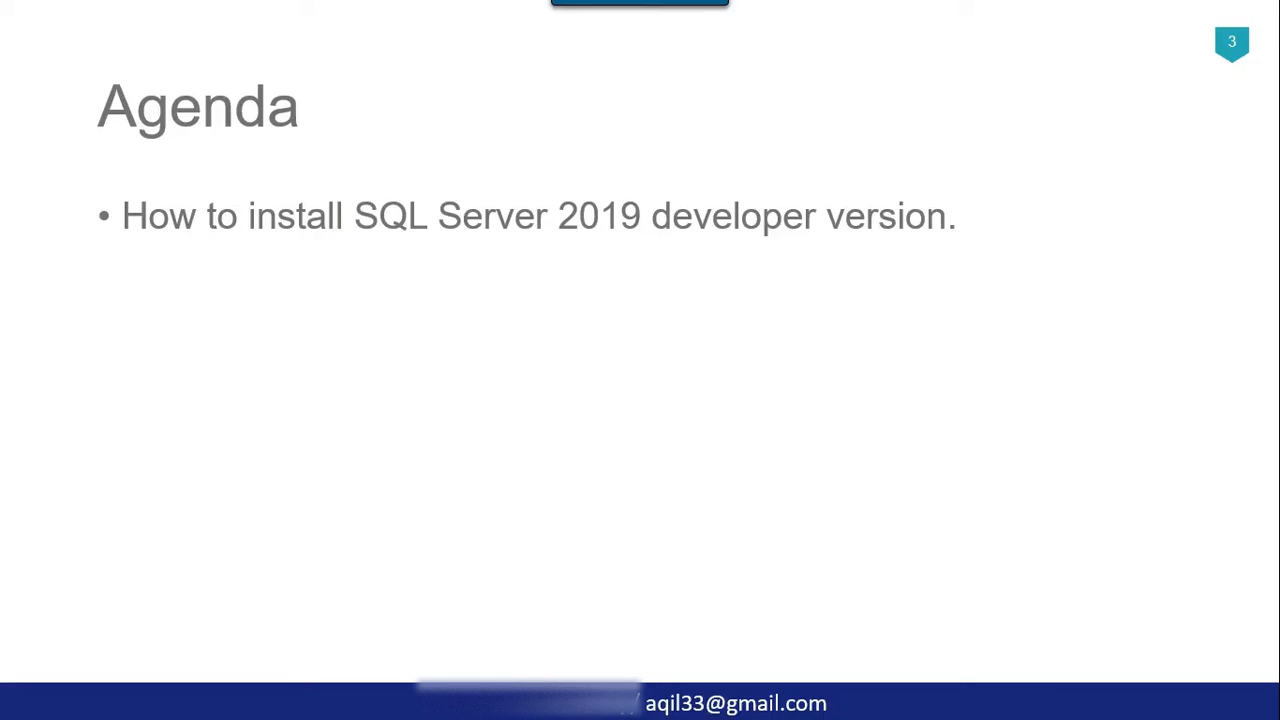 3
Agenda
• How to install SQL Server 2019 developer version.
aqil33@gmail.com